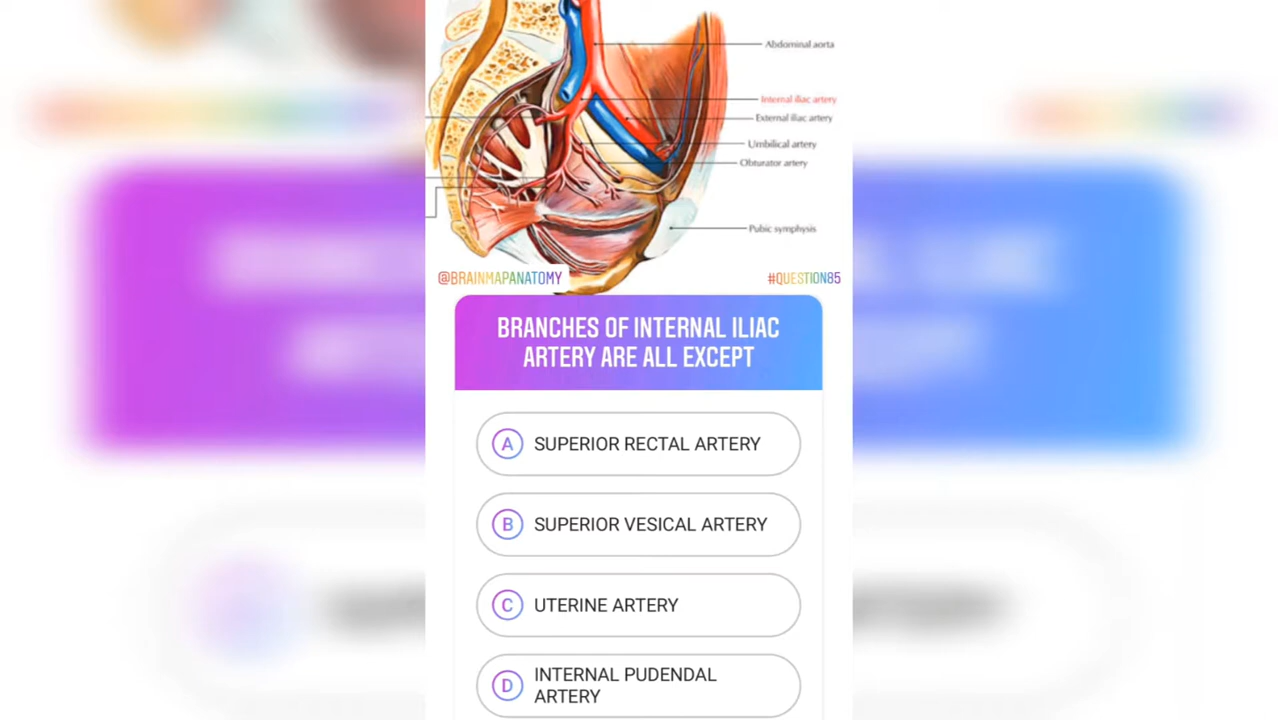 Abdominal aorta
Internal iliac artery
External iliac artery
Umbilical artery
Obturator artery
Pubic symphysis
@BRAINMAPANATOMY
#QUESTION85
BRANCHES OF INTERNAL ILIAC
ARTERY ARE ALL EXCEPT
A SUPERIOR RECTAL ARTERY
B SUPERIOR VESICAL ARTERY
C UTERINE ARTERY
D INTERNAL PUDENDAL
ARTERY